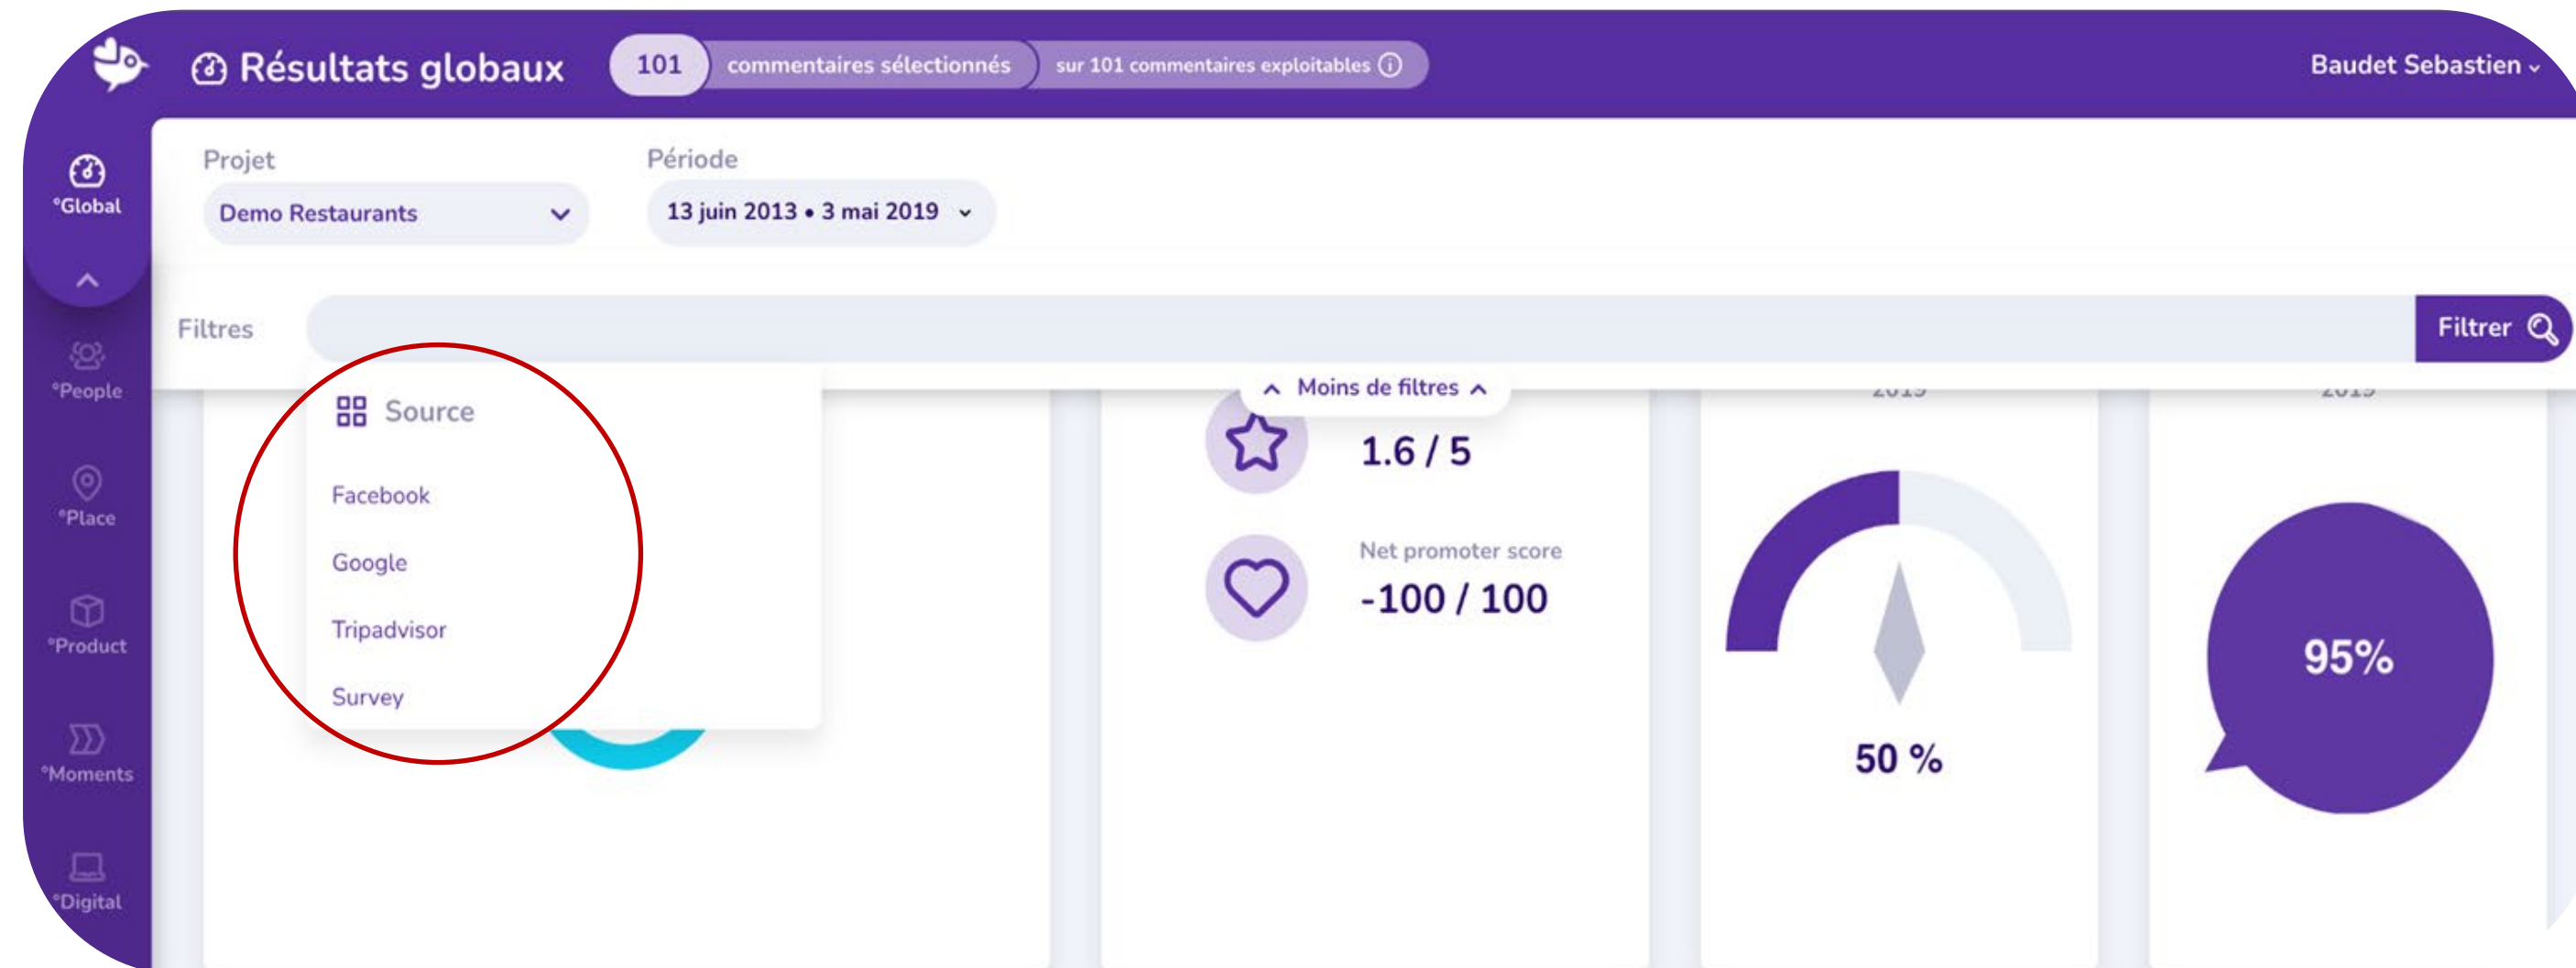 Résultats globaux
101 commentaires sélectionnés sur 101 commentaires exploitables
Baudet Sebastien
°Global
°People
°Place
°Product
°Moments
°Digital
Projet
Demo Restaurants
Période
13 juin 2013 • 3 mai 2019
Filtres
Filtrer
Moins de filtres
Source
Facebook
Google
Tripadvisor
Survey
1.6 / 5
Net promoter score
-100 / 100
2019
50 %
2019
95%